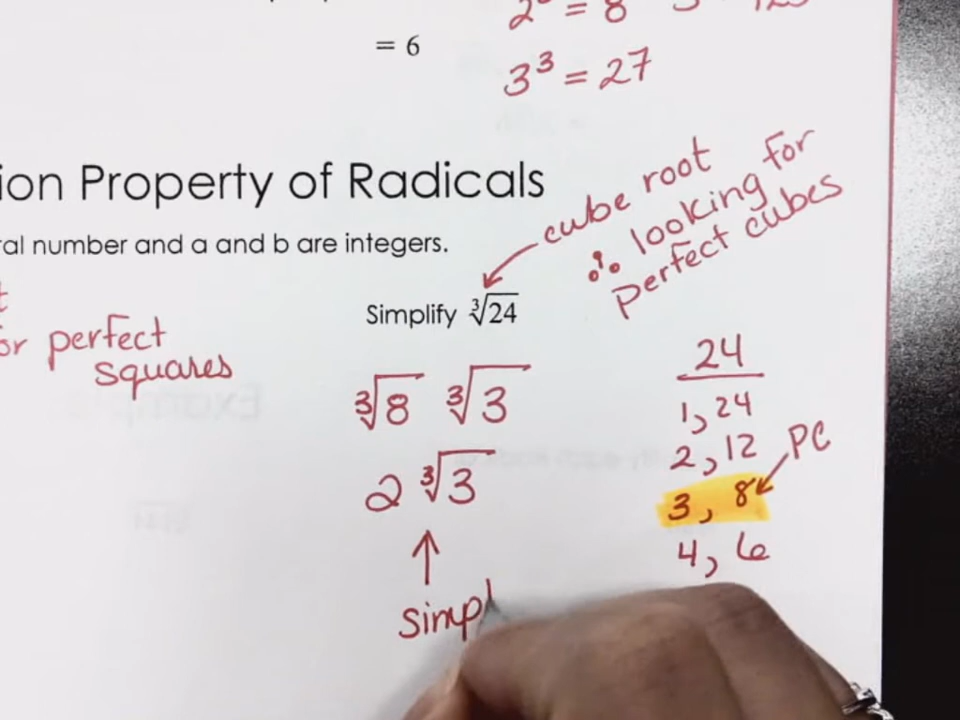 2³ = 8
= 6
3³ = 27
ion Property of Radicals
al number and a and b are integers.
cube root
∴ looking for
perfect cubes
or perfect
squares
Simplify ∛24
∛8 ∛3
2 ∛3
↑
simpl
24
1, 24
2, 12
PC
3, 8
4, 6